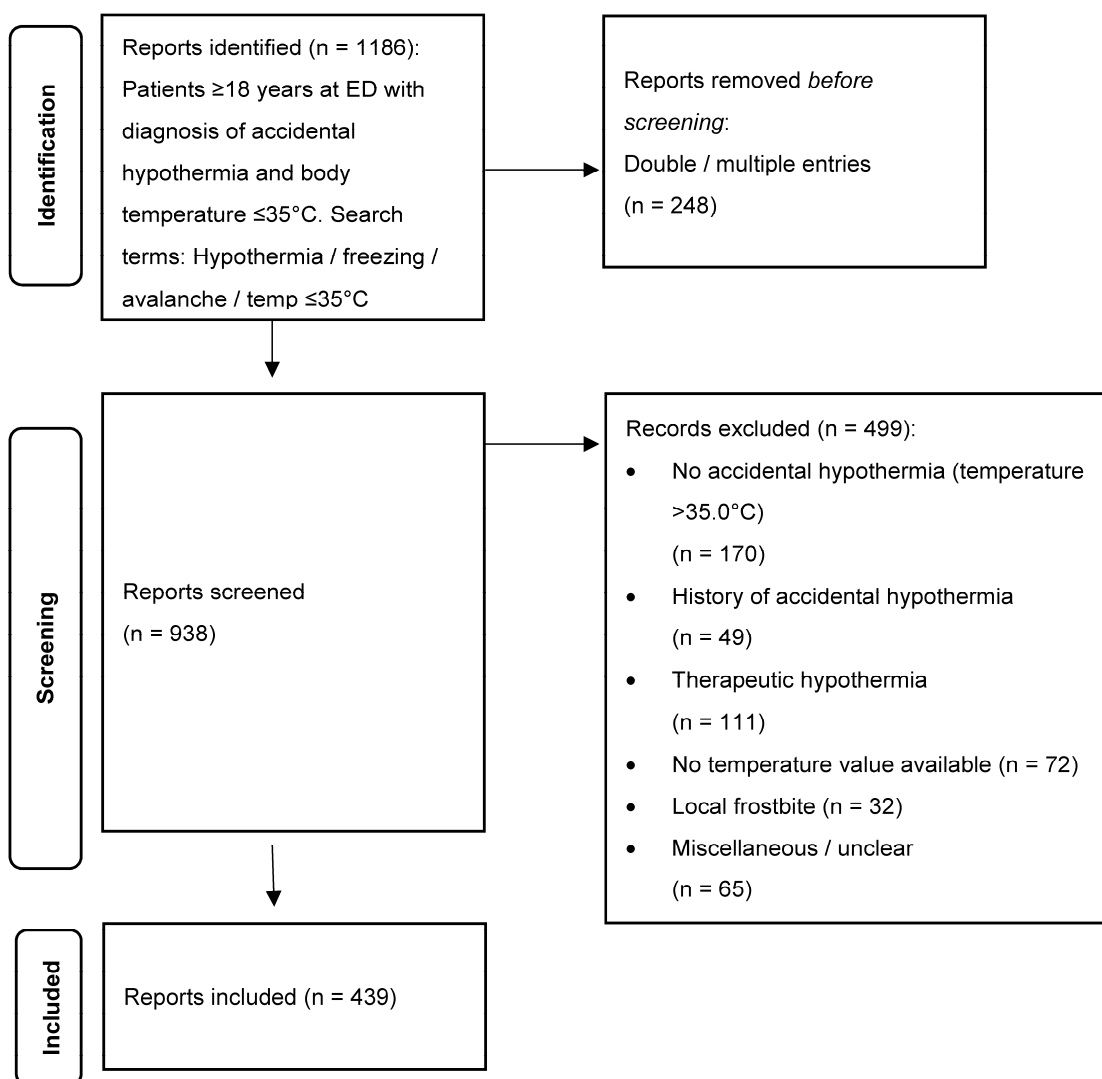 Identification
Reports identified (n = 1186):
Patients ≥18 years at ED with
diagnosis of accidental
hypothermia and body
temperature ≤35°C. Search
terms: Hypothermia / freezing /
avalanche / temp ≤35°C
Reports removed before
screening:
Double / multiple entries
(n = 248)
Screening
Reports screened
(n = 938)
Records excluded (n = 499):
• No accidental hypothermia (temperature
>35.0°C)
(n = 170)
• History of accidental hypothermia
(n = 49)
• Therapeutic hypothermia
(n = 111)
• No temperature value available (n = 72)
• Local frostbite (n = 32)
• Miscellaneous / unclear
(n = 65)
Included
Reports included (n = 439)